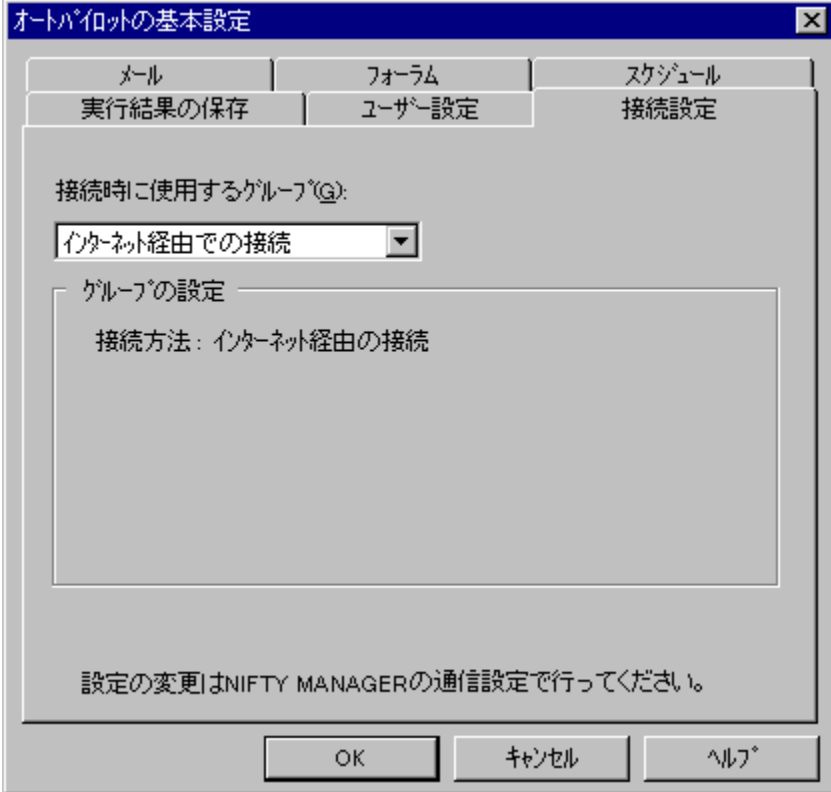 オートパイロットの基本設定
メール フォーラム スケジュール
実行結果の保存 ユーザー設定 接続設定
接続時に使用するグループ(G):
インターネット経由での接続
グループの設定
接続方法: インターネット経由の接続
設定の変更はNIFTY MANAGERの通信設定で行ってください。
OK キャンセル ヘルプ